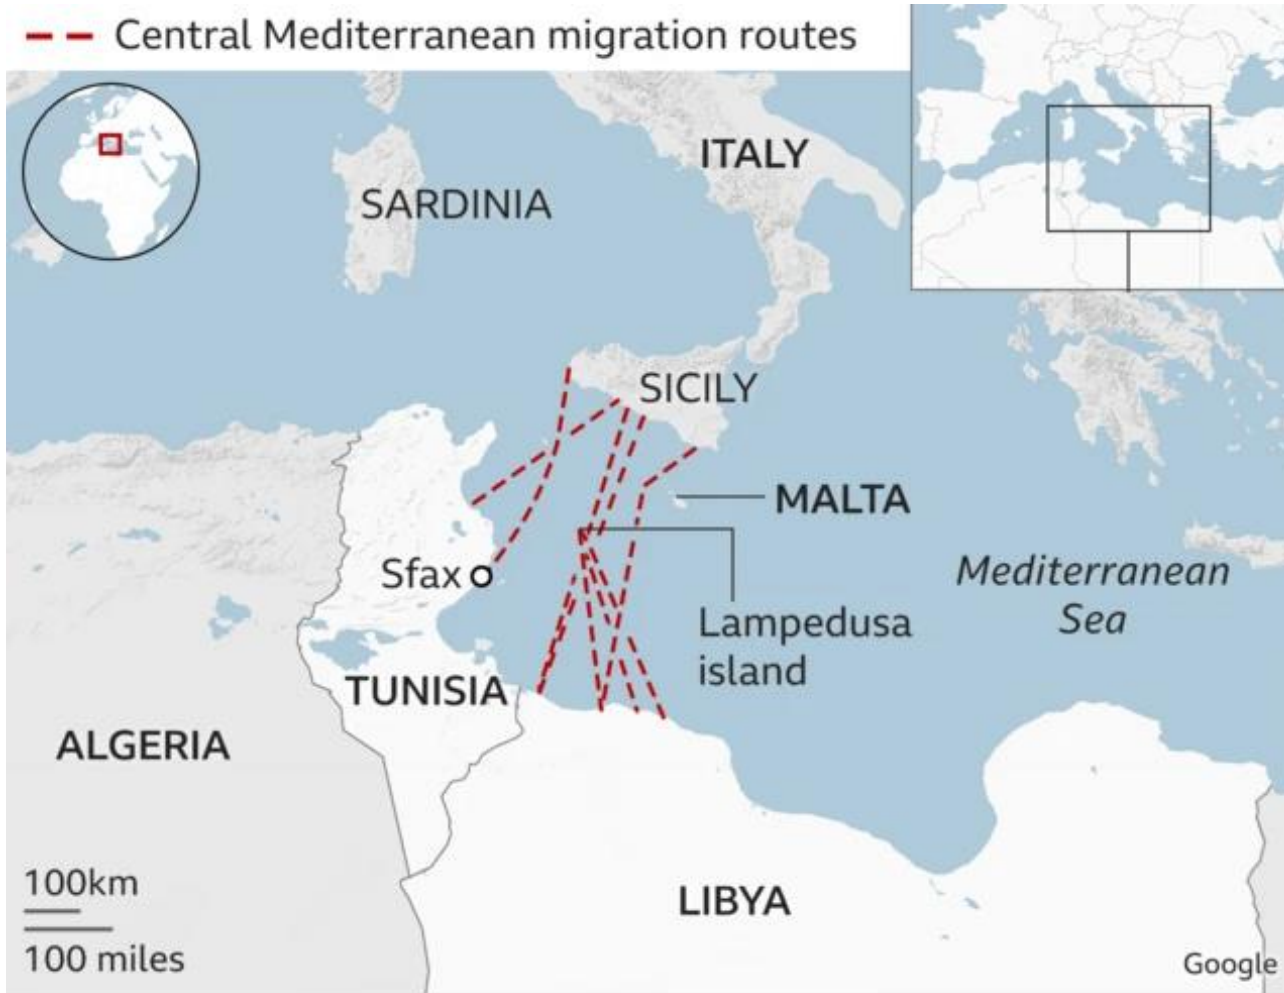 Central Mediterranean migration routes
ITALY
SARDINIA
SICILY
MALTA
Sfax
Mediterranean
Sea
Lampedusa
island
TUNISIA
ALGERIA
100km
LIBYA
100 miles
Google